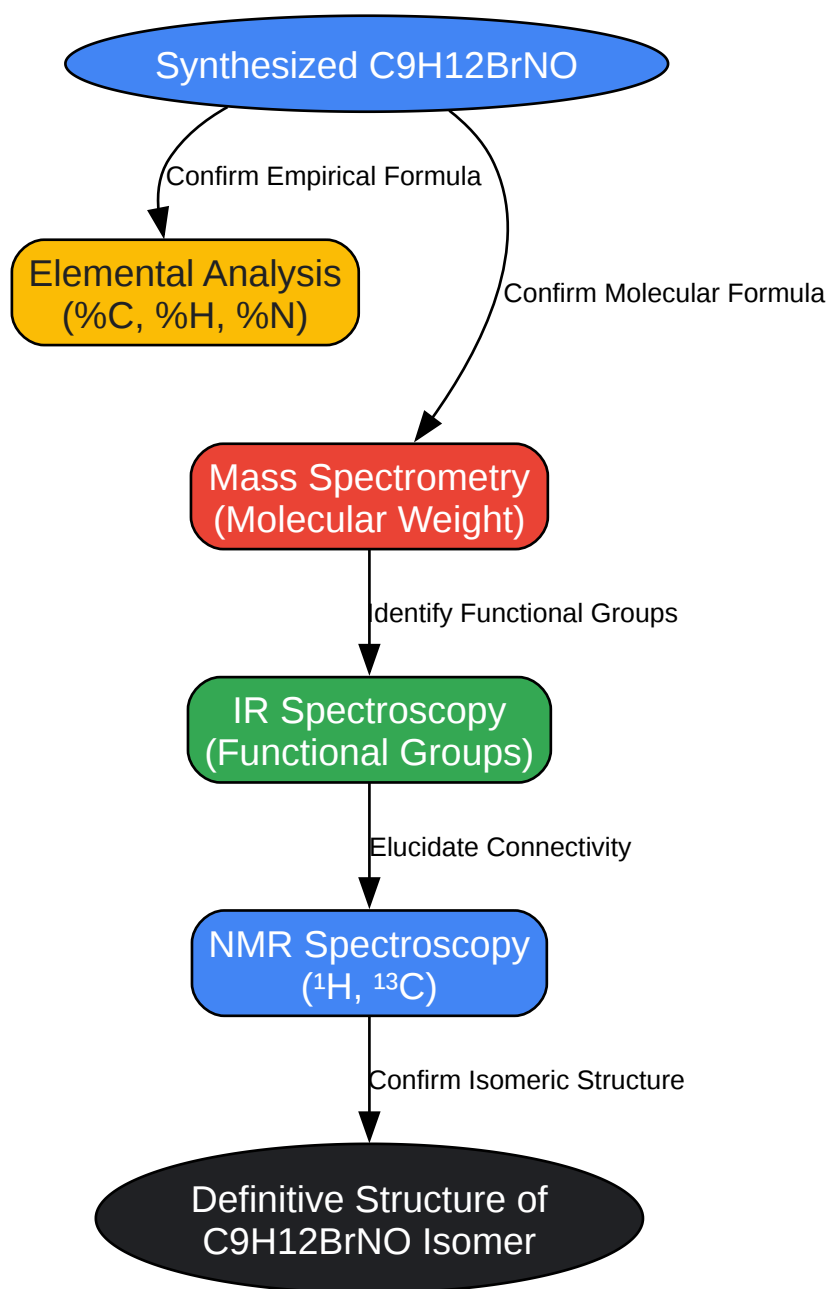 Synthesized C9H12BrNO
Confirm Empirical Formula
Elemental Analysis
(%C, %H, %N)
Confirm Molecular Formula
Mass Spectrometry
(Molecular Weight)
Identify Functional Groups
IR Spectroscopy
(Functional Groups)
Elucidate Connectivity
NMR Spectroscopy
(¹H, ¹³C)
Confirm Isomeric Structure
Definitive Structure of
C9H12BrNO Isomer